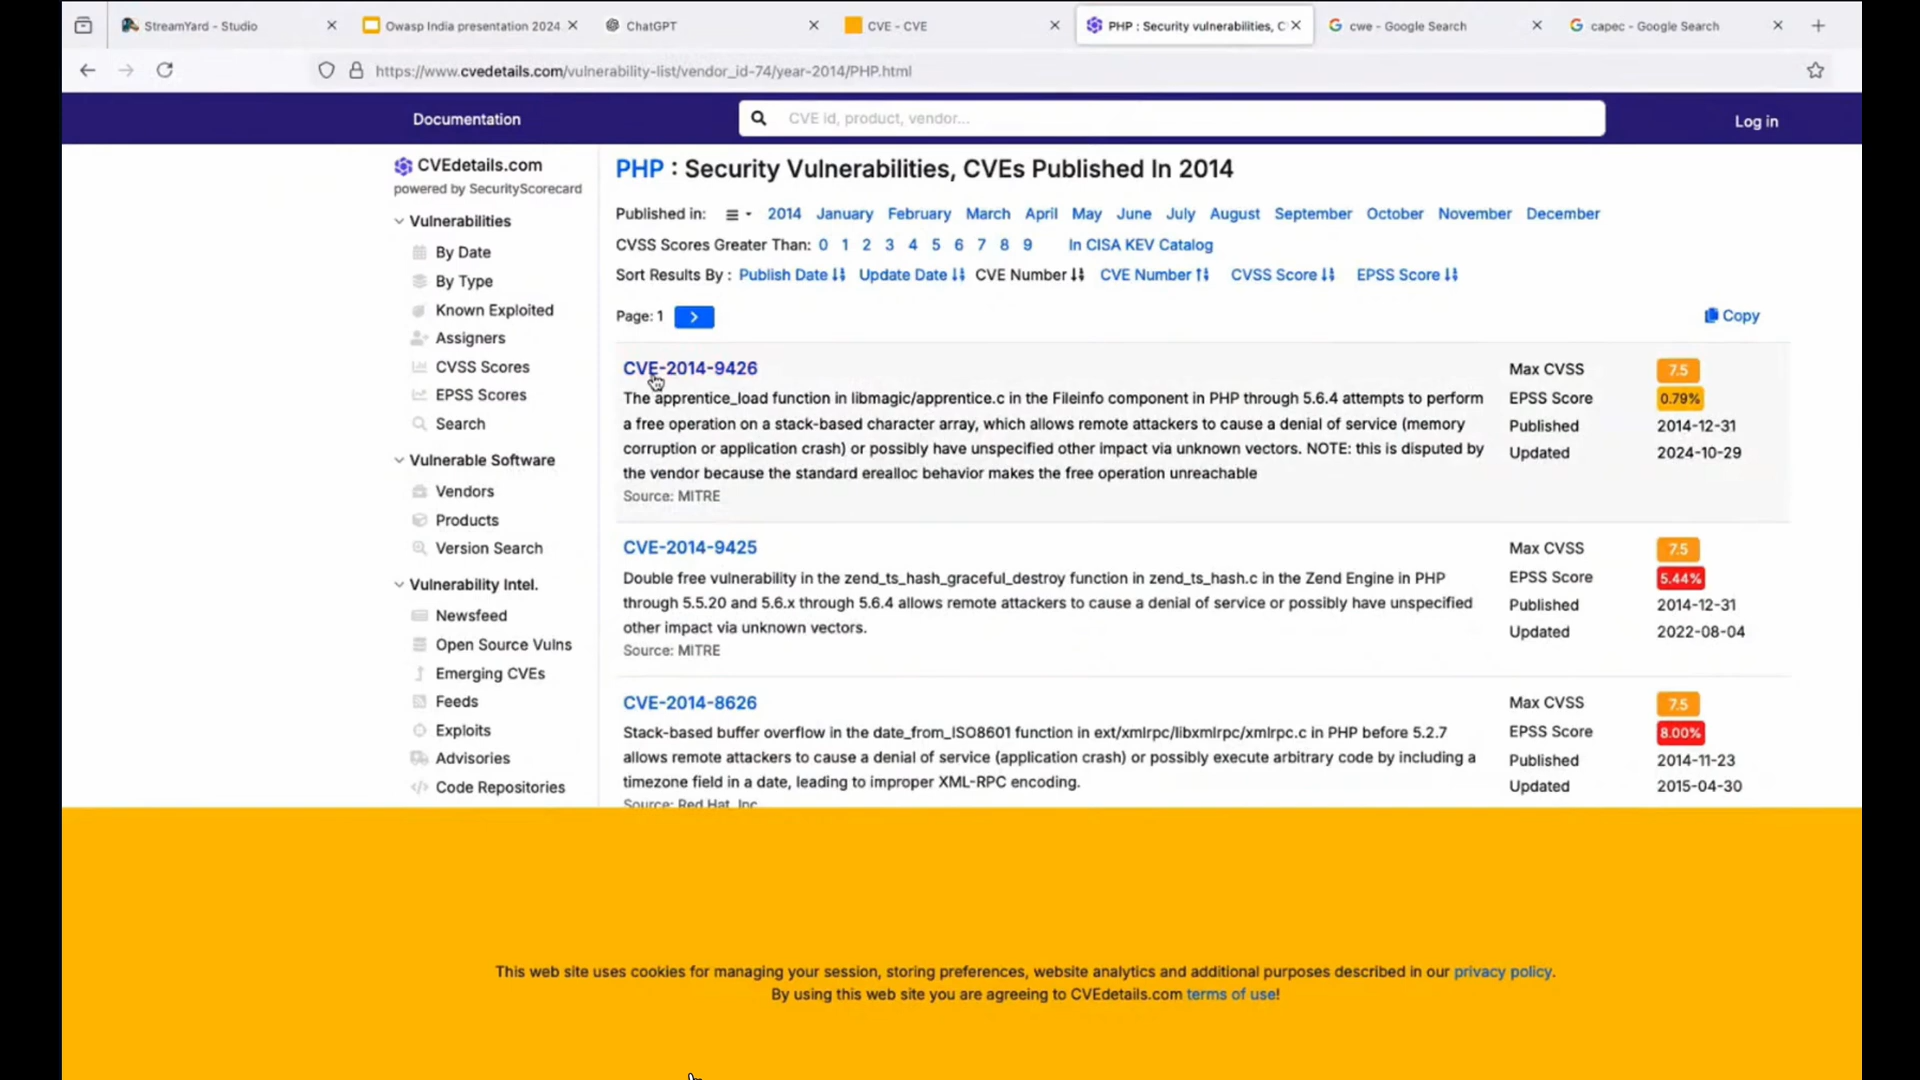 StreamYard - Studio
Owasp India presentation 2024
ChatGPT
CVE - CVE
PHP : Security vulnerabilities, C
cwe - Google Search
capec - Google Search
https://www.cvedetails.com/vulnerability-list/vendor_id-74/year-2014/PHP.html
Documentation
CVE id, product, vendor...
Log in
CVEdetails.com
powered by SecurityScorecard
Vulnerabilities
By Date
By Type
Known Exploited
Assigners
CVSS Scores
EPSS Scores
Search
Vulnerable Software
Vendors
Products
Version Search
Vulnerability Intel.
Newsfeed
Open Source Vulns
Emerging CVEs
Feeds
Exploits
Advisories
Code Repositories
PHP : Security Vulnerabilities, CVEs Published In 2014
Published in: 2014 January February March April May June July August September October November December
CVSS Scores Greater Than: 0 1 2 3 4 5 6 7 8 9 In CISA KEV Catalog
Sort Results By : Publish Date Update Date CVE Number CVE Number CVSS Score EPSS Score
Page: 1
Copy
CVE-2014-9426
The apprentice_load function in libmagic/apprentice.c in the Fileinfo component in PHP through 5.6.4 attempts to perform
a free operation on a stack-based character array, which allows remote attackers to cause a denial of service (memory
corruption or application crash) or possibly have unspecified other impact via unknown vectors. NOTE: this is disputed by
the vendor because the standard erealloc behavior makes the free operation unreachable
Source: MITRE
Max CVSS 7.5
EPSS Score 0.79%
Published 2014-12-31
Updated 2024-10-29
CVE-2014-9425
Double free vulnerability in the zend_ts_hash_graceful_destroy function in zend_ts_hash.c in the Zend Engine in PHP
through 5.5.20 and 5.6.x through 5.6.4 allows remote attackers to cause a denial of service or possibly have unspecified
other impact via unknown vectors.
Source: MITRE
Max CVSS 7.5
EPSS Score 5.44%
Published 2014-12-31
Updated 2022-08-04
CVE-2014-8626
Stack-based buffer overflow in the date_from_ISO8601 function in ext/xmlrpc/libxmlrpc/xmlrpc.c in PHP before 5.2.7
allows remote attackers to cause a denial of service (application crash) or possibly execute arbitrary code by including a
timezone field in a date, leading to improper XML-RPC encoding.
Source: Red Hat, Inc.
Max CVSS 7.5
EPSS Score 8.00%
Published 2014-11-23
Updated 2015-04-30
This web site uses cookies for managing your session, storing preferences, website analytics and additional purposes described in our privacy policy.
By using this web site you are agreeing to CVEdetails.com terms of use!